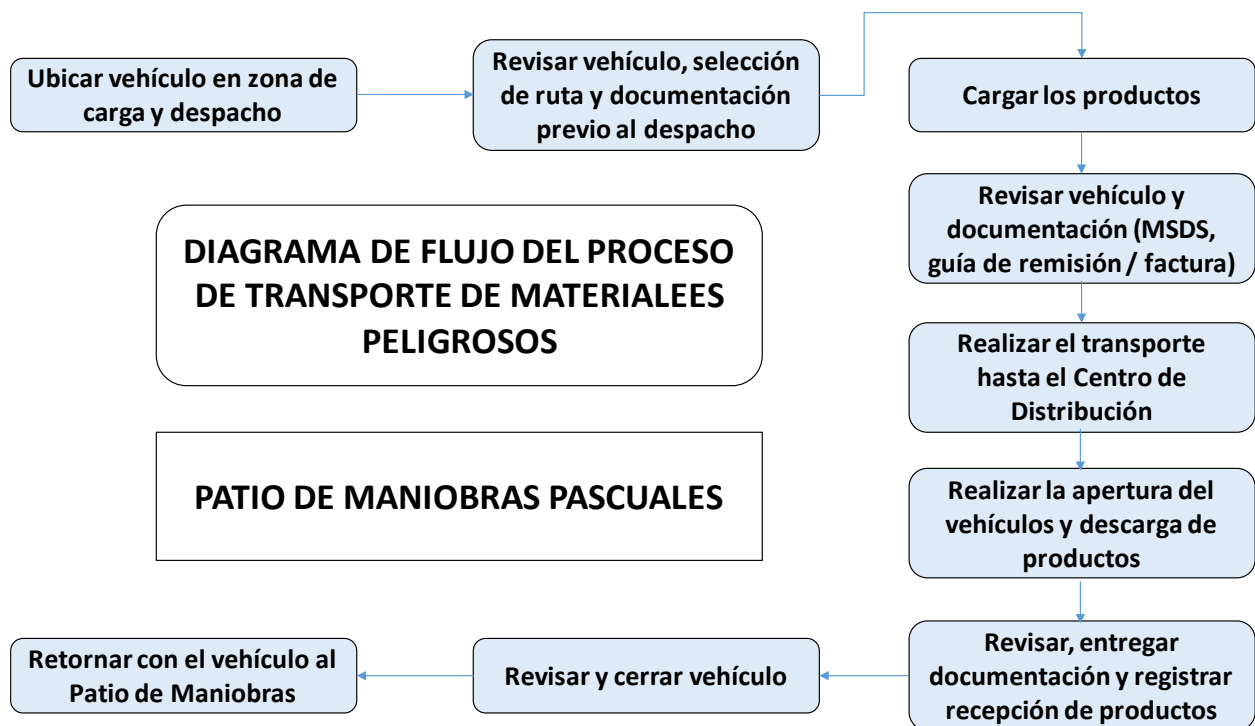 Ubicar vehículo en zona de
carga y despacho
Revisar vehículo, selección
de ruta y documentación
previo al despacho
Cargar los productos
Revisar vehículo y
documentación (MSDS,
guía de remisión / factura)
DIAGRAMA DE FLUJO DEL PROCESO
DE TRANSPORTE DE MATERIALEES
PELIGROSOS
Realizar el transporte
hasta el Centro de
Distribución
PATIO DE MANIOBRAS PASCUALES
Realizar la apertura del
vehículos y descarga de
productos
Revisar, entregar
documentación y registrar
recepción de productos
Revisar y cerrar vehículo
Retornar con el vehículo al
Patio de Maniobras